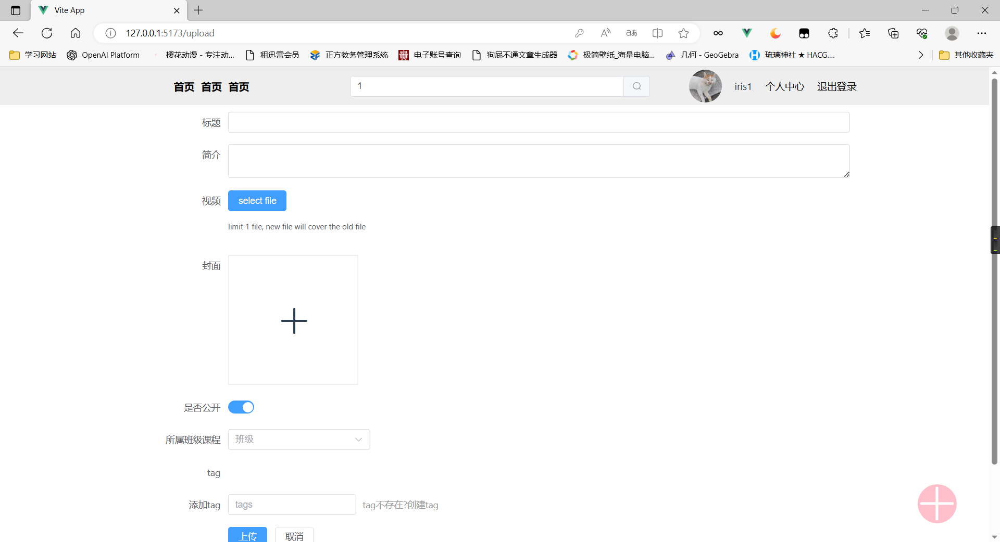 Vite App
127.0.0.1:5173/upload
学习网站 OpenAI Platform 樱花动漫 - 专注动... 租迅雷会员 正方教务管理系统 电子账号查询 狗屁不通文章生成器 极简壁纸_海量电脑... 几何 - GeoGebra 琉璃神社 ★ HACG.... 其他收藏夹
首页 首页 首页 1 iris1 个人中心 退出登录
标题
简介
视频 select file
limit 1 file, new file will cover the old file
封面
是否公开
所属班级课程 班级
tag
添加tag tags tag不存在?创建tag
上传 取消